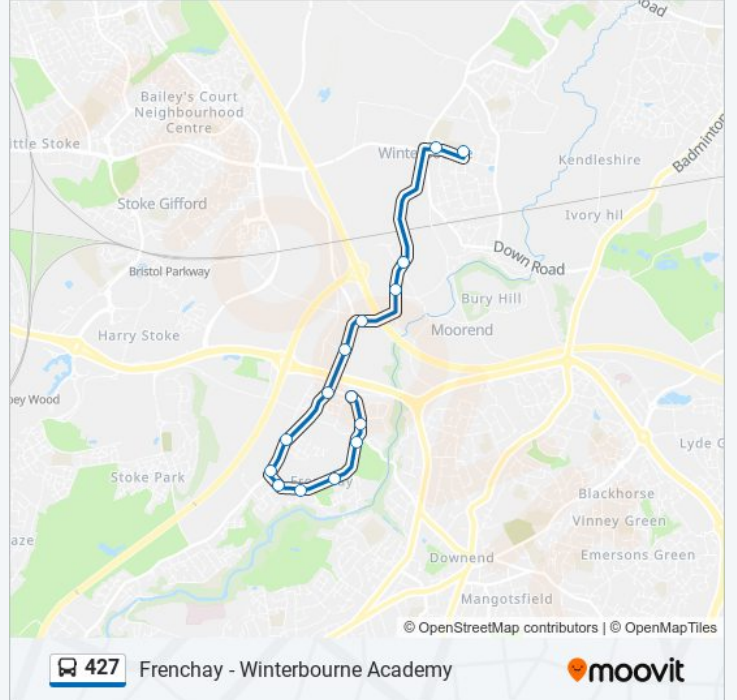 oad
Bailey's Court
Neighbourhood
Centre
ittle Stoke
Kendleshire
Badminton
Stoke Gifford
Ivory hil
Down Road
Bristol Parkway
Bury Hill
Moorend
Harry Stoke
ey Wood
Lyde G
Stoke Park
Blackhorse
Vinney Green
aze
Downend
Emersons Green
Mangotsfield
© OpenStreetMap contributors | © OpenMapTiles
427 Frenchay - Winterbourne Academy
moovit